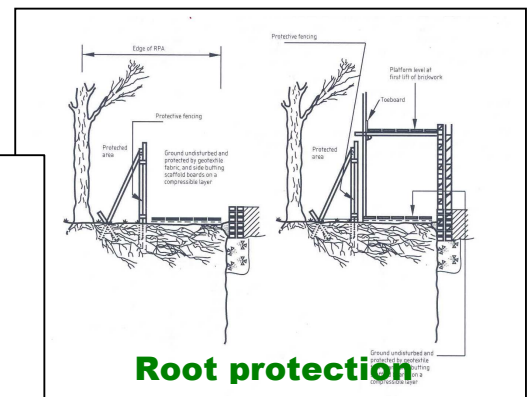 Edge of RPA
Protective fencing
Protected
area
Ground undisturbed and
protected by geotextile
fabric, and side butting
scaffold boards on a
compressible layer
Protective fencing
Platform level at
first lift of brickwork
Toeboard
Protected
area
Ground undisturbed and
protected by geotextile
butting
on a
compressible layer
Root protection